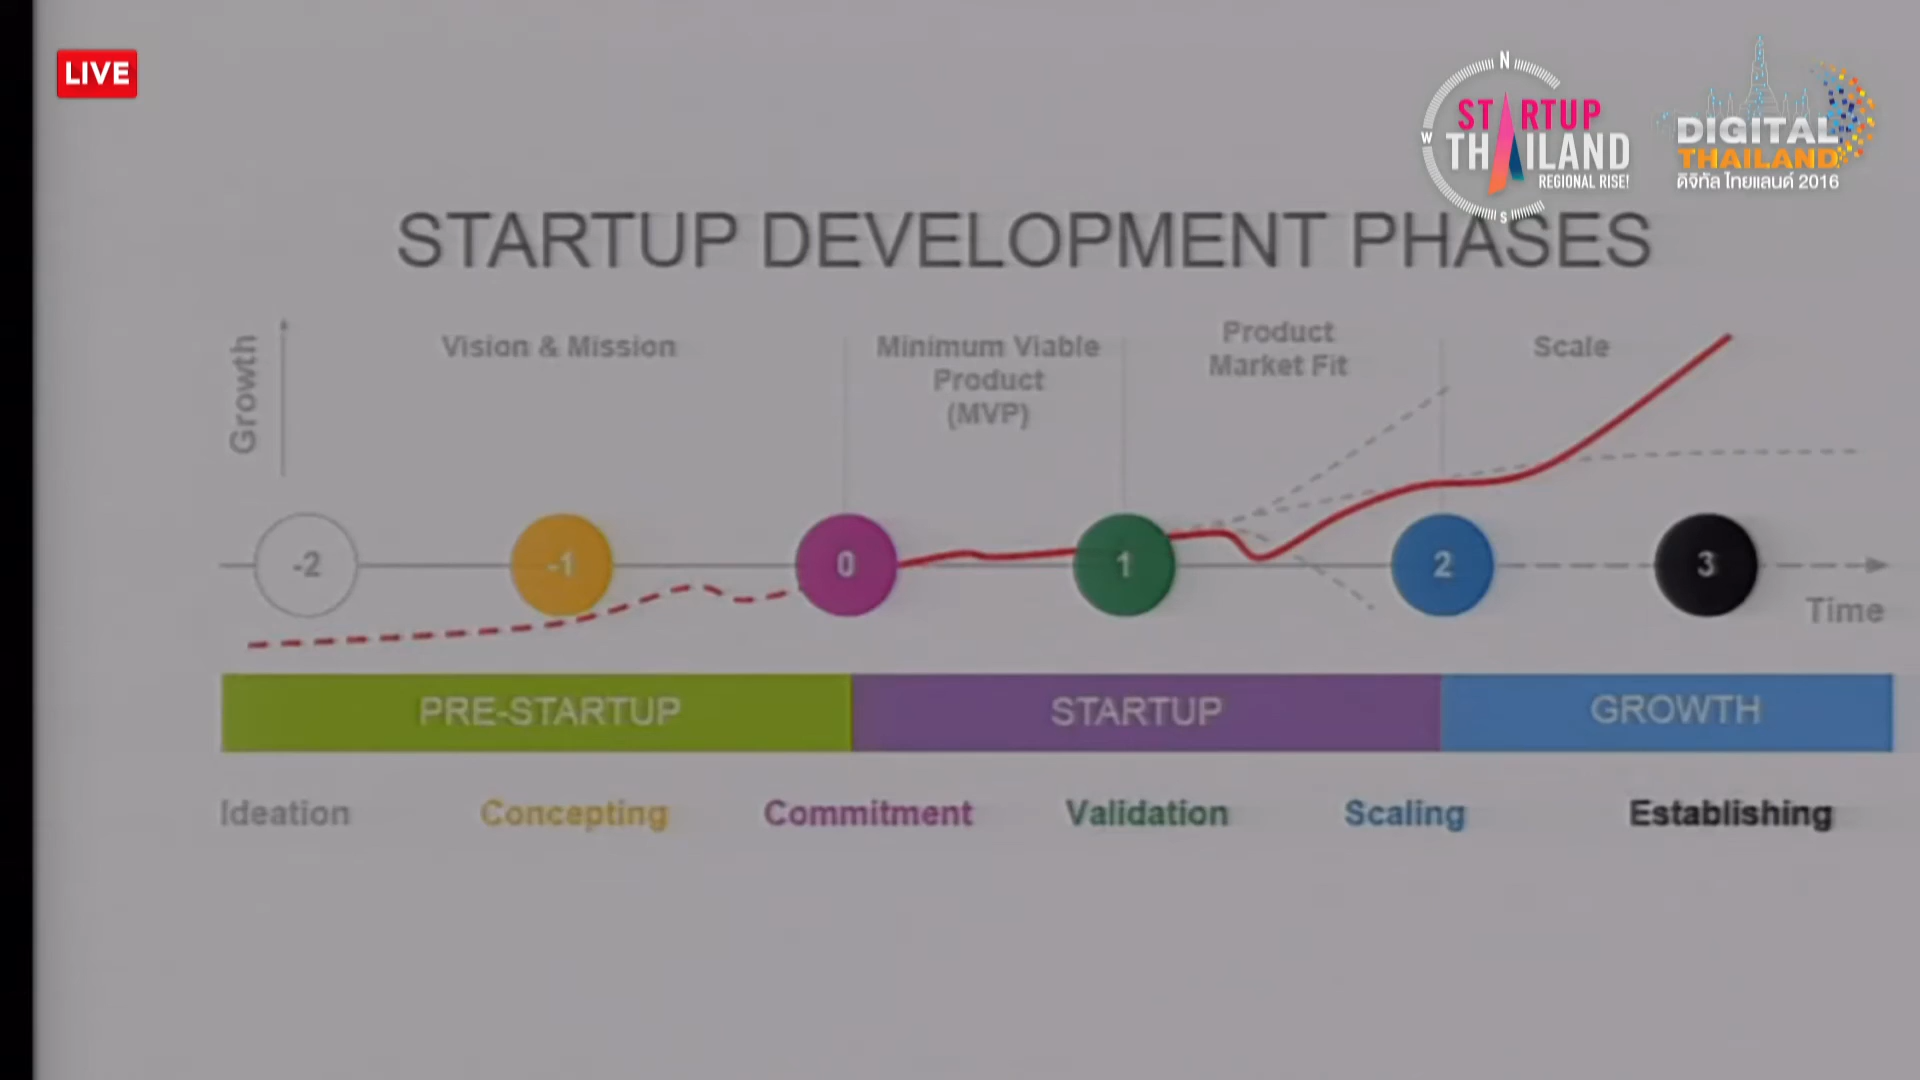 LIVE
N
W
S
STARTUP
THAILAND
REGIONAL RISE!
DIGITAL
THAILAND
ดิจิทัล ไทยแลนด์ 2016
STARTUP DEVELOPMENT PHASES
Growth
Vision & Mission
Minimum Viable
Product
(MVP)
Product
Market Fit
Scale
-2
-1
0
1
2
3
Time
PRE-STARTUP
STARTUP
GROWTH
Ideation
Concepting
Commitment
Validation
Scaling
Establishing